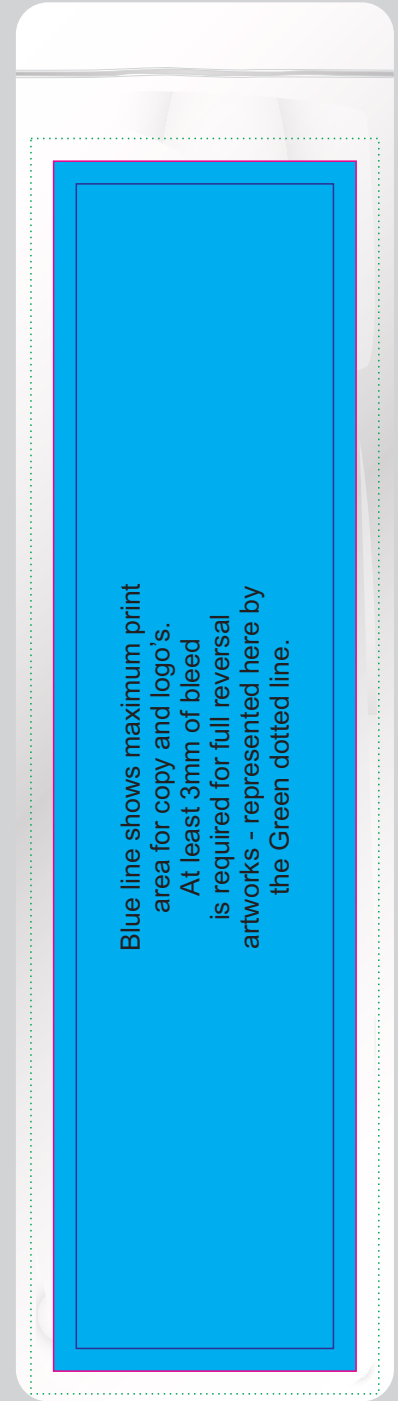 Blue line shows maximum print
area for copy and logo’s.
At least 3mm of bleed
is required for full reversal
artworks - represented here by
the Green dotted line.